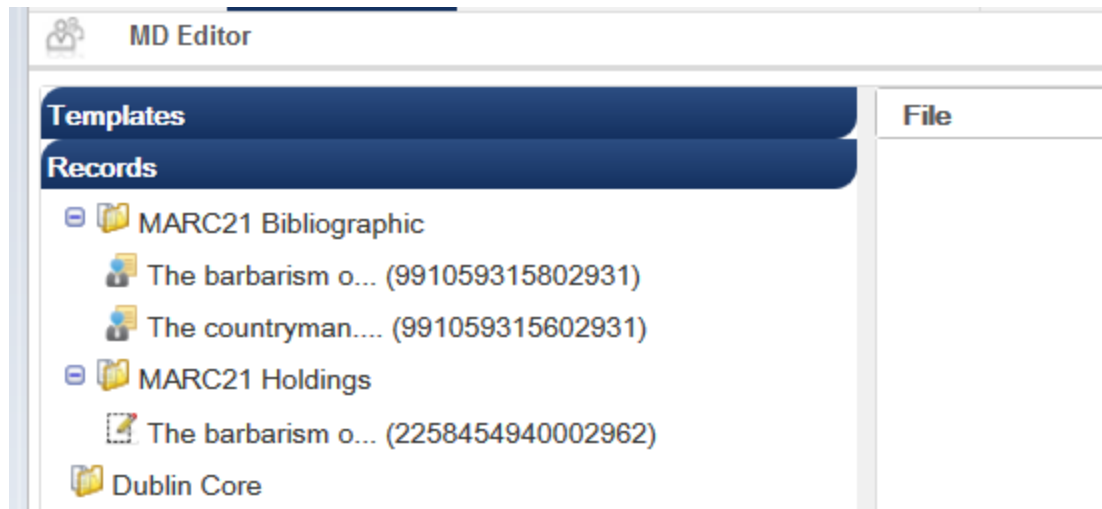 MD Editor
Templates
File
Records
MARC21 Bibliographic
The barbarism o... (991059315802931)
The countryman.... (991059315602931)
MARC21 Holdings
The barbarism o... (2258454940002962)
Dublin Core